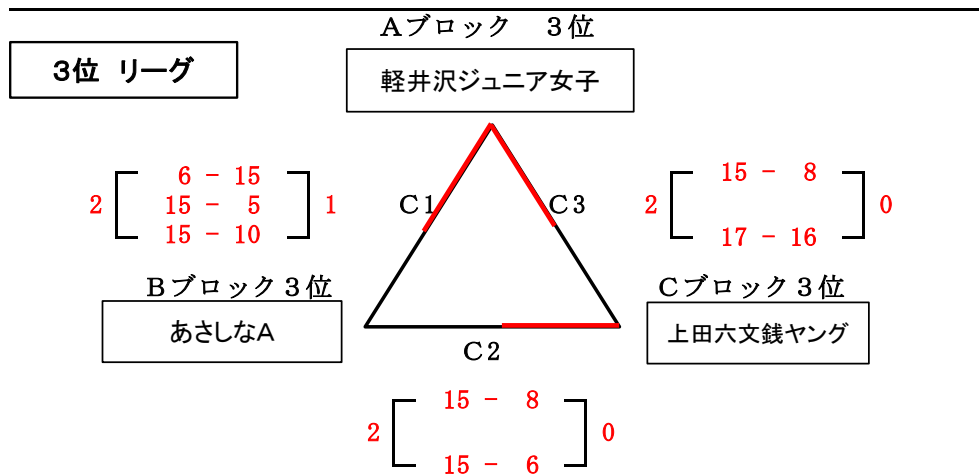 Aブロック 3位
3位 リーグ
軽井沢ジュニア女子
2 6 - 15 1
15 - 5
15 - 10
C1
C3
2 15 - 8 0
17 - 16
Bブロック3位
Cブロック3位
あさしなA
上田六文銭ヤング
C2
2 15 - 8 0
15 - 6